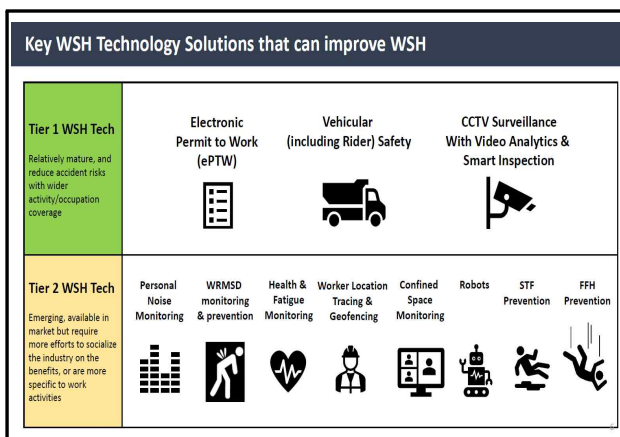 Key WSH Technology Solutions that can improve WSH
Tier 1 WSH Tech
Relatively mature, and
reduce accident risks
with wider
activity/occupation
coverage
Electronic
Permit to Work
(ePTW)
Vehicular
(including Rider) Safety
CCTV Surveillance
With Video Analytics &
Smart Inspection
Tier 2 WSH Tech
Emerging, available in
market but require
more efforts to socialize
the industry on the
benefits, or are more
specific to work
activities
Personal
Noise
Monitoring
WRMSD
monitoring
& prevention
Health &
Fatigue
Monitoring
Worker Location
Tracing &
Geofencing
Confined
Space
Monitoring
Robots
STF
Prevention
FFH
Prevention